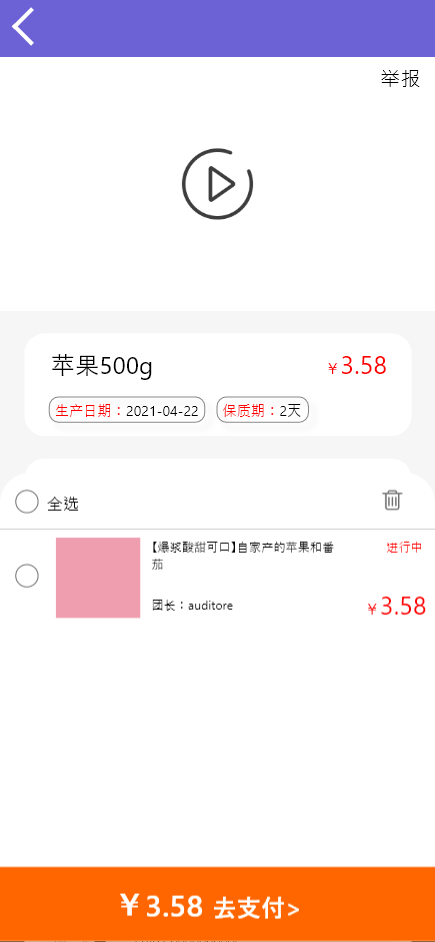 举报
苹果500g
￥3.58
生产日期：2021-04-22
保质期：2天
全选
【爆浆酸甜可口】自家产的苹果和番
茄
进行中
团长：auditore
￥3.58
￥3.58 去支付>